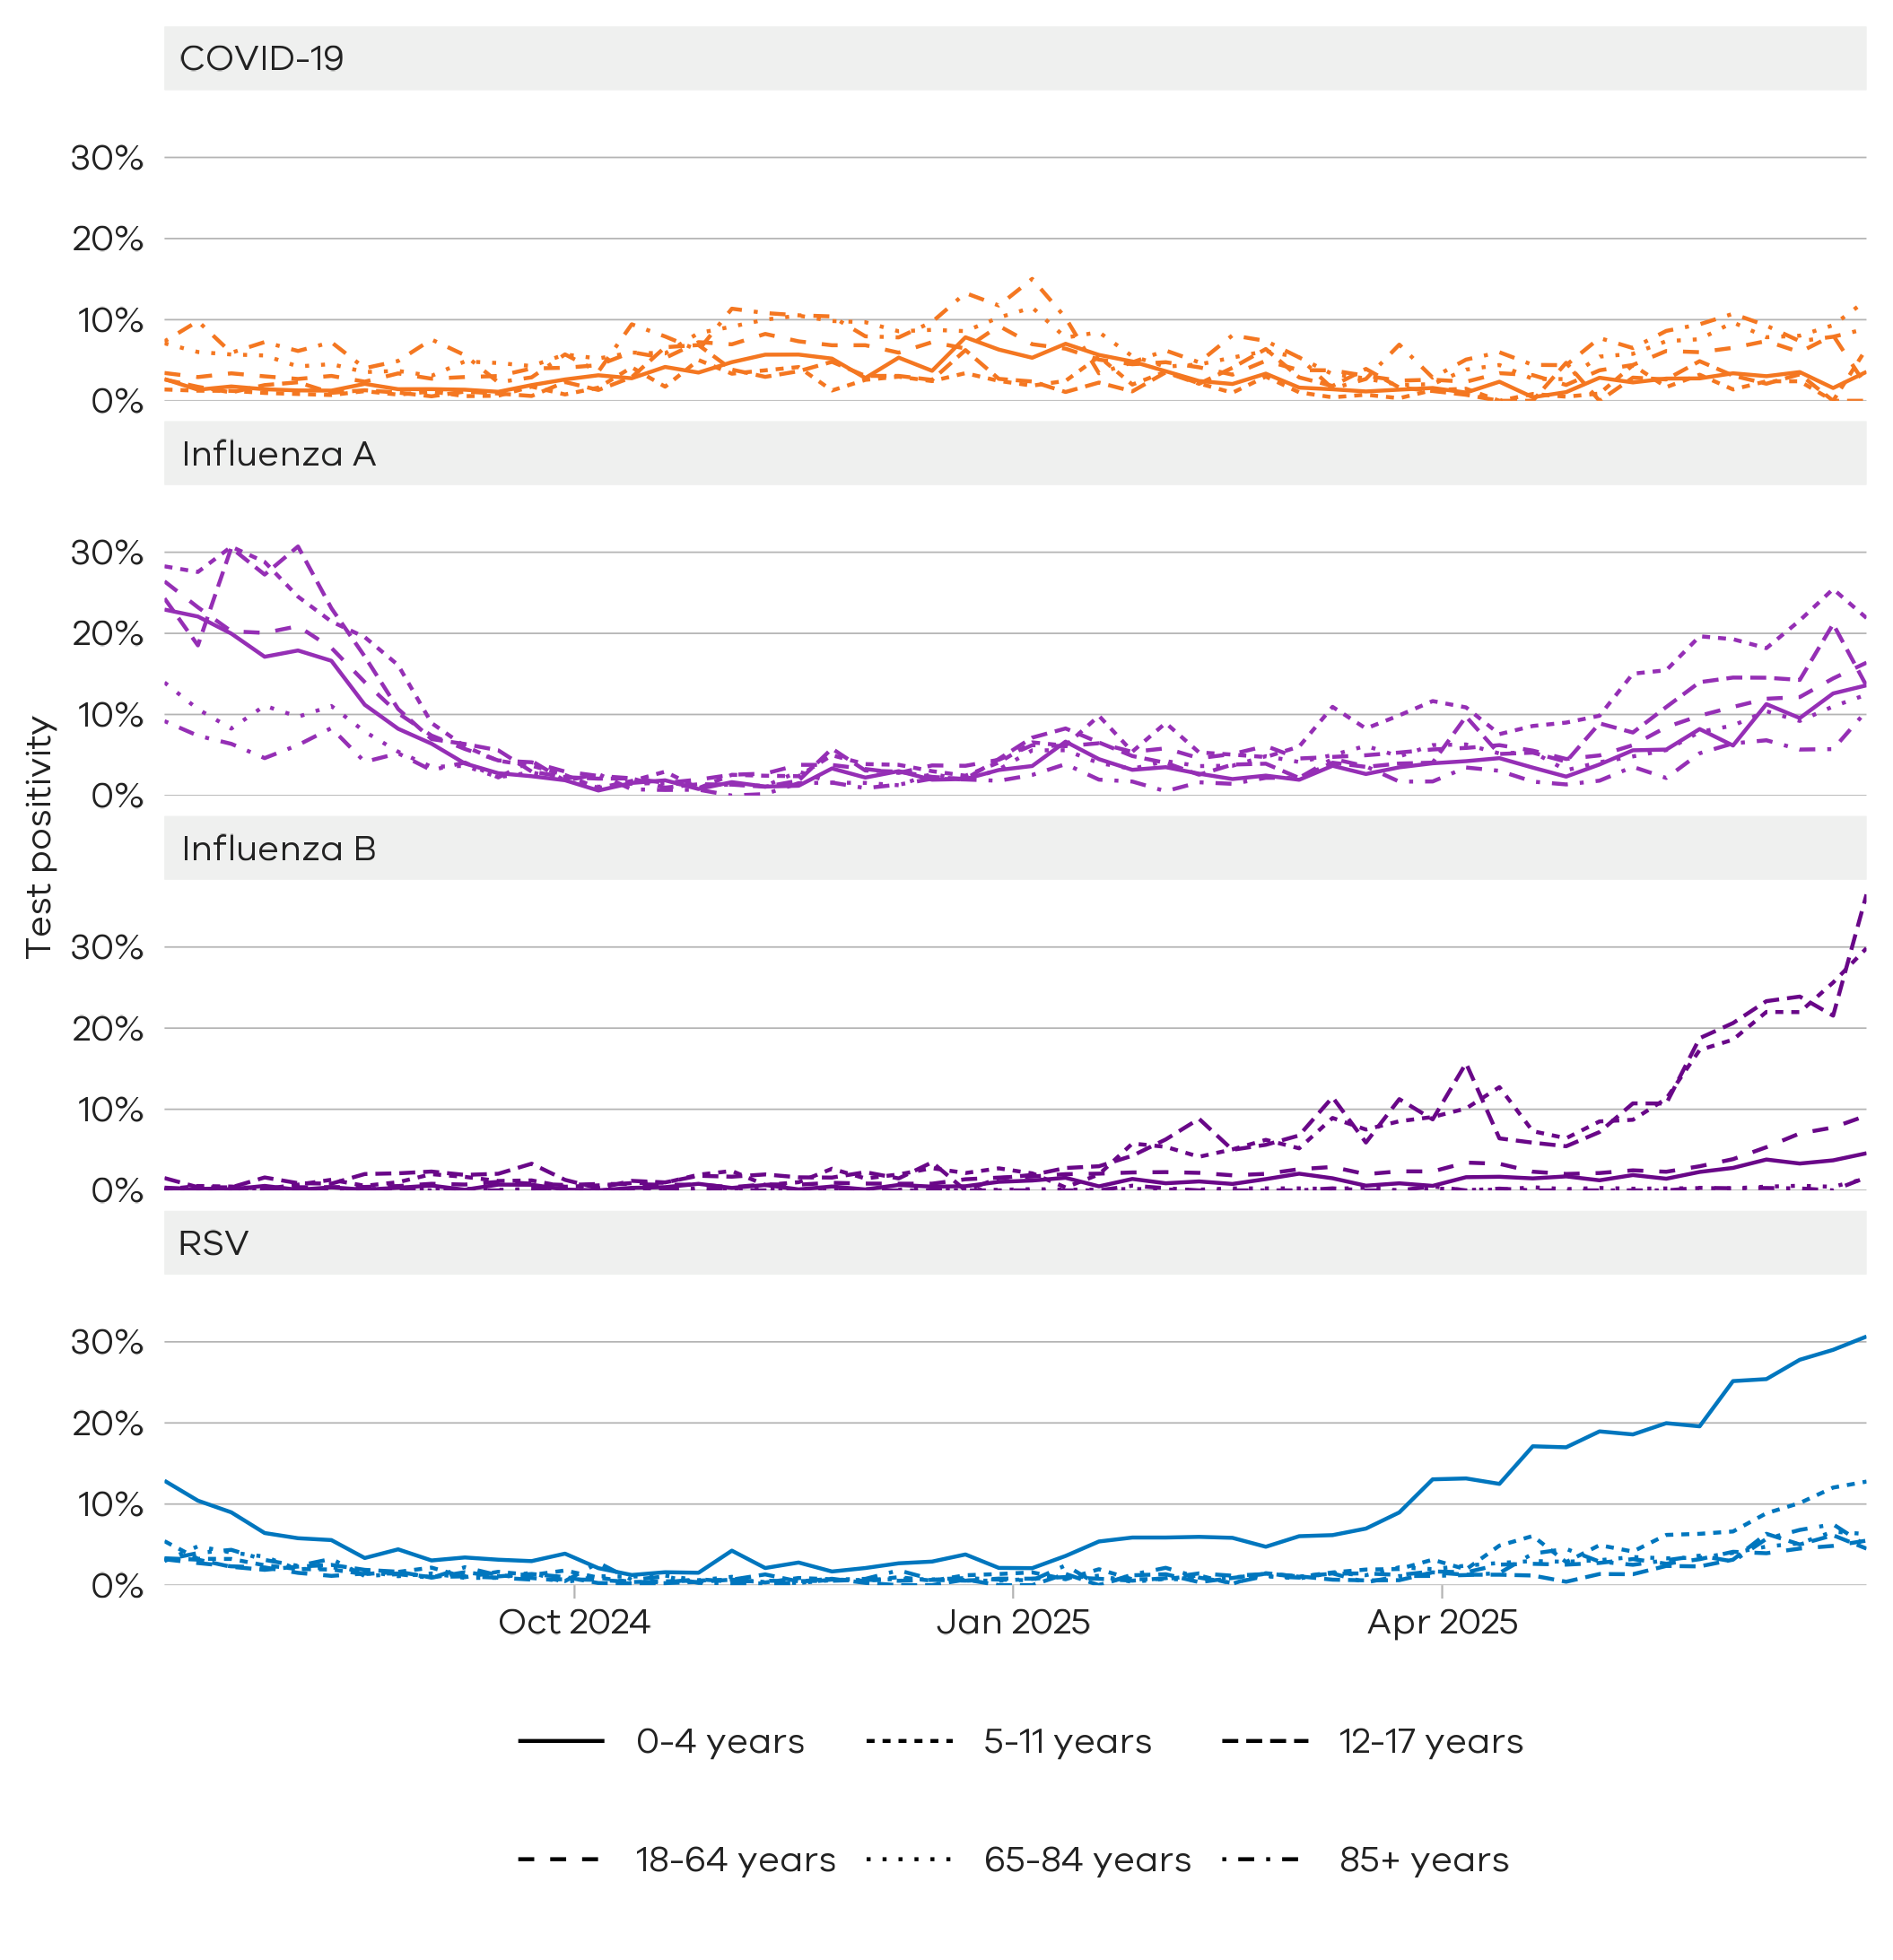 COVID-19
30%
20%
10%
0%
Influenza A
30%
20%
10%
0%
Influenza B
30%
20%
10%
0%
RSV
30%
20%
10%
0%
Test positivity
Oct 2024 Jan 2025 Apr 2025
0-4 years 5-11 years 12-17 years
18-64 years 65-84 years 85+ years